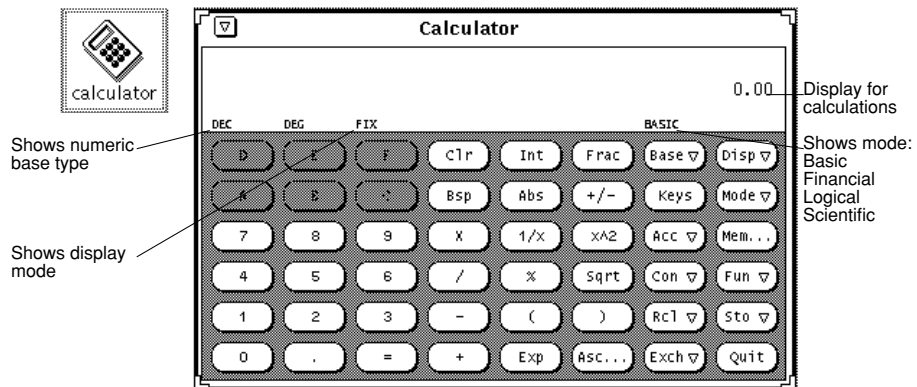 Calculator
0.00
DEC DEG FIX BASIC
D E F Clr Int Frac Base Disp
A B Bsp Abs +/- Keys Mode
7 8 9 X 1/x x^2 Acc Mem...
4 5 6 / % Sqrt Con Fun
1 2 3 - ( ) Rcl Sto
0 . = + Exp Asc... Exch Quit
calculator
Shows numeric
base type
Shows display
mode
Display for
calculations
Shows mode:
Basic
Financial
Logical
Scientific